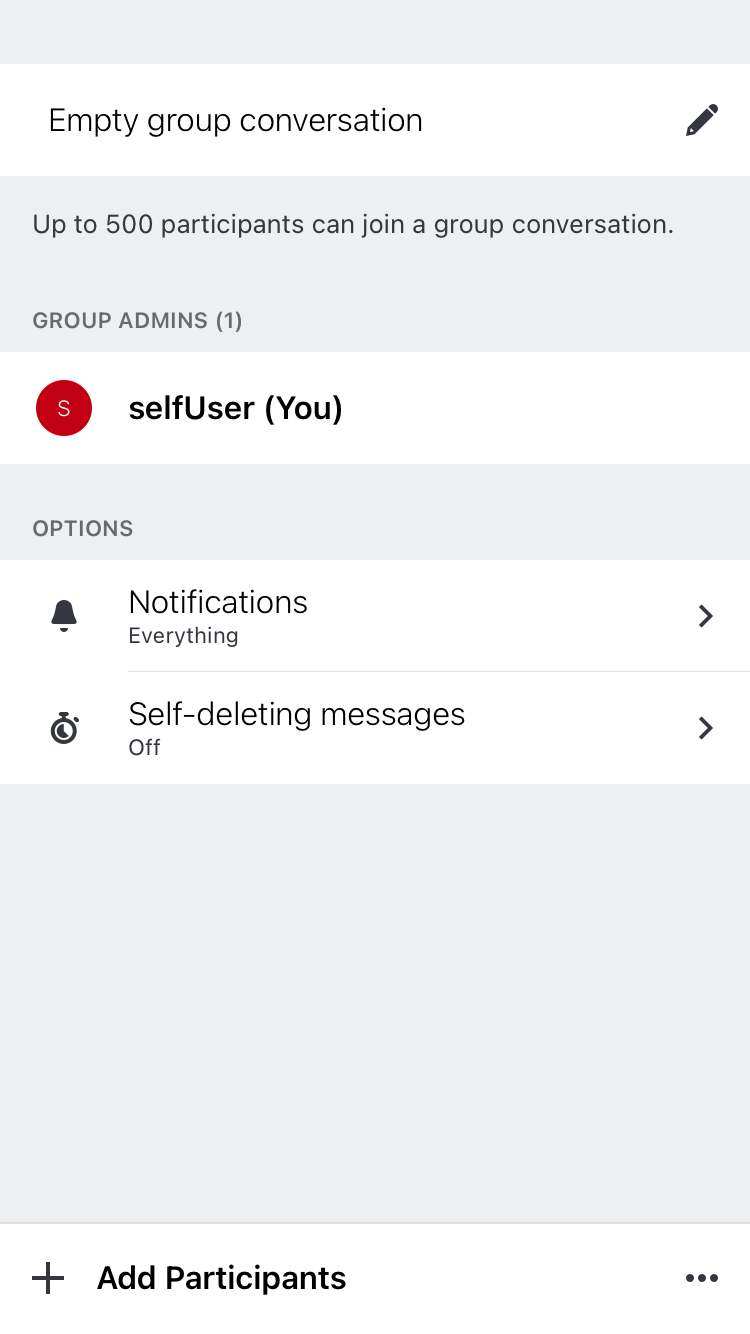 Empty group conversation
Up to 500 participants can join a group conversation.
GROUP ADMINS (1)
S
selfUser (You)
OPTIONS
Notifications
Everything
Self-deleting messages
Off
Add Participants